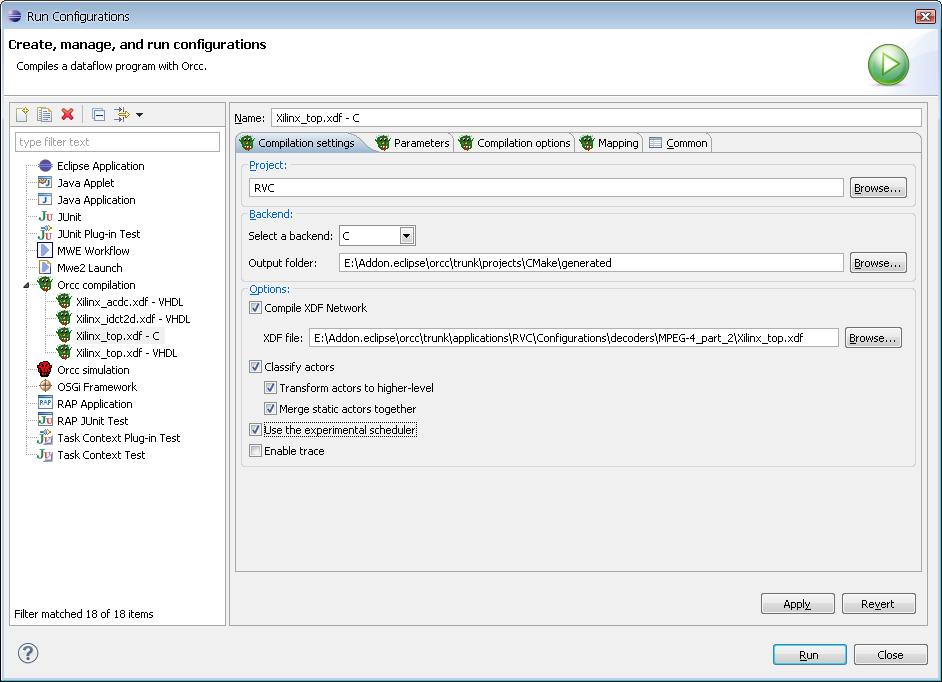 Run Configurations
Create, manage, and run configurations
Compiles a dataflow program with Orcc.
type filter text
Eclipse Application
Java Applet
Java Application
JUnit
JUnit Plug-in Test
MWE Workflow
Mwe2 Launch
Orcc compilation
Xilinx_acdc.xdf - VHDL
Xilinx_idct2d.xdf - VHDL
Xilinx_top.xdf - C
Xilinx_top.xdf - VHDL
Orcc simulation
OSGi Framework
RAP Application
RAP JUnit Test
Task Context Plug-in Test
Task Context Test
Filter matched 18 of 18 items
Name: Xilinx_top.xdf - C
Compilation settings Parameters Compilation options Mapping Common
Project:
RVC Browse...
Backend:
Select a backend: C
Output folder: E:\Addon.eclipse\orcc\trunk\projects\CMake\generated Browse...
Options:
Compile XDF Network
XDF file: E:\Addon.eclipse\orcc\trunk\applications\RVC\Configurations\decoders\MPEG-4_part_2\Xilinx_top.xdf Browse...
Classify actors
Transform actors to higher-level
Merge static actors together
Use the experimental scheduler
Enable trace
Apply Revert
? Run Close